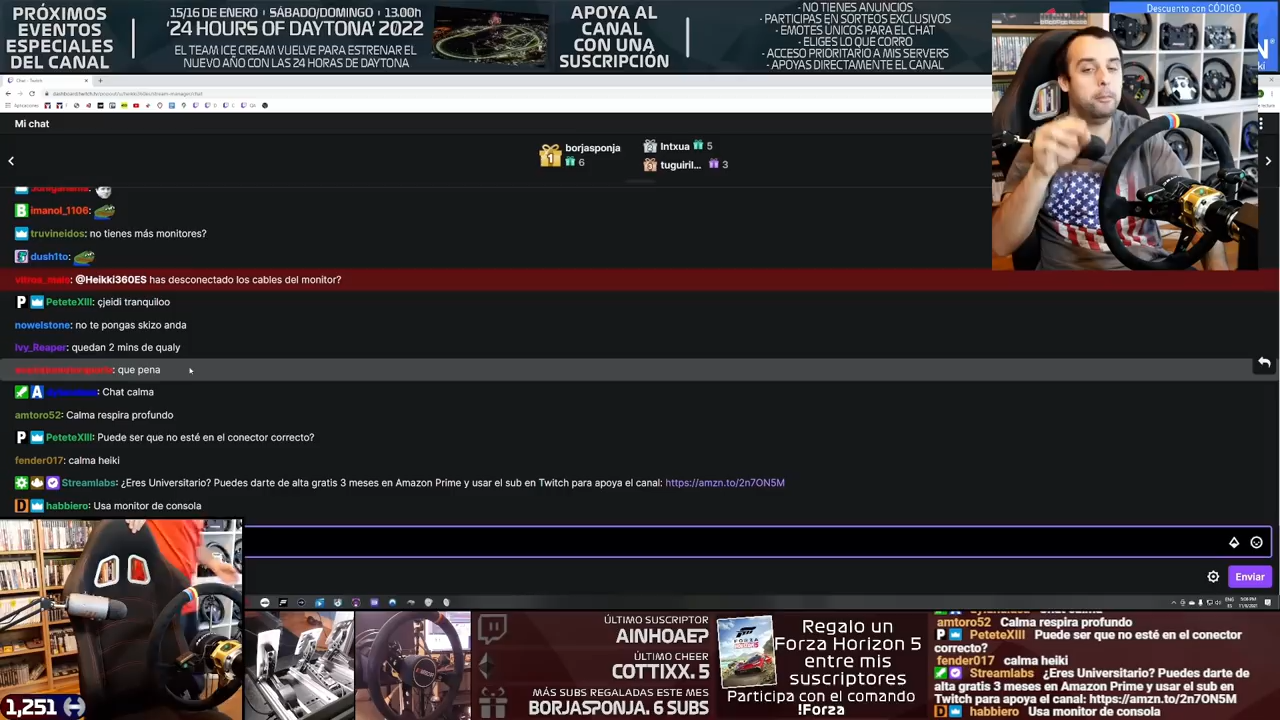 PRÓXIMOS
EVENTOS
ESPECIALES
DEL CANAL
15/16 DE ENERO • SÁBADO/DOMINGO • 13.00h
'24 HOURS OF DAYTONA' 2022
EL TEAM ICE CREAM VUELVE PARA ESTRENAR EL
NUEVO AÑO CON LAS 24 HORAS DE DAYTONA
APOYA AL
CANAL
CON UNA
SUSCRIPCIÓN
- NO TIENES ANUNCIOS
- PARTICIPAS EN SORTEOS EXCLUSIVOS
- EMOTES ÚNICOS PARA EL CHAT
- ELIGES LO QUE CORRO
- ACCESO PRIORITARIO A MIS SERVERS
- APOYAS DIRECTAMENTE EL CANAL
Descuento con CÓDIGO
Chat - Twitch
Aplicaciones
Mi chat
borjasponja
6
Intxua 5
tuguiril... 3
imanol_1106:
truvineidos: no tienes más monitores?
dush1to:
@Heikki360ES has desconectado los cables del monitor?
PeteteXIII: çjeidi tranquiloo
nowelstone: no te pongas skizo anda
Ivy_Reaper: quedan 2 mins de qualy
: que pena
Chat calma
amtoro52: Calma respira profundo
PeteteXIII: Puede ser que no esté en el conector correcto?
fender017: calma heiki
Streamlabs: ¿Eres Universitario? Puedes darte de alta gratis 3 meses en Amazon Prime y usar el sub en Twitch para apoya el canal: https://amzn.to/2n7ON5M
habbiero: Usa monitor de consola
Enviar
1,251
ÚLTIMO SUSCRIPTOR
AINHOAEP
ÚLTIMO CHEER
COTTIXX. 5
MÁS SUBS REGALADAS ESTE MES
BORJASPONJA. 6 SUBS
Regalo un
Forza Horizon 5
entre mis
suscriptores
Participa con el comando
!Forza
Chat calma
amtoro52 Calma respira profundo
PeteteXIII Puede ser que no esté en el conector
correcto?
fender017 calma heiki
Streamlabs ¿Eres Universitario? Puedes darte de
alta gratis 3 meses en Amazon Prime y usar el sub en
Twitch para apoya el canal: https://amzn.to/2n7ON5M
habbiero Usa monitor de consola